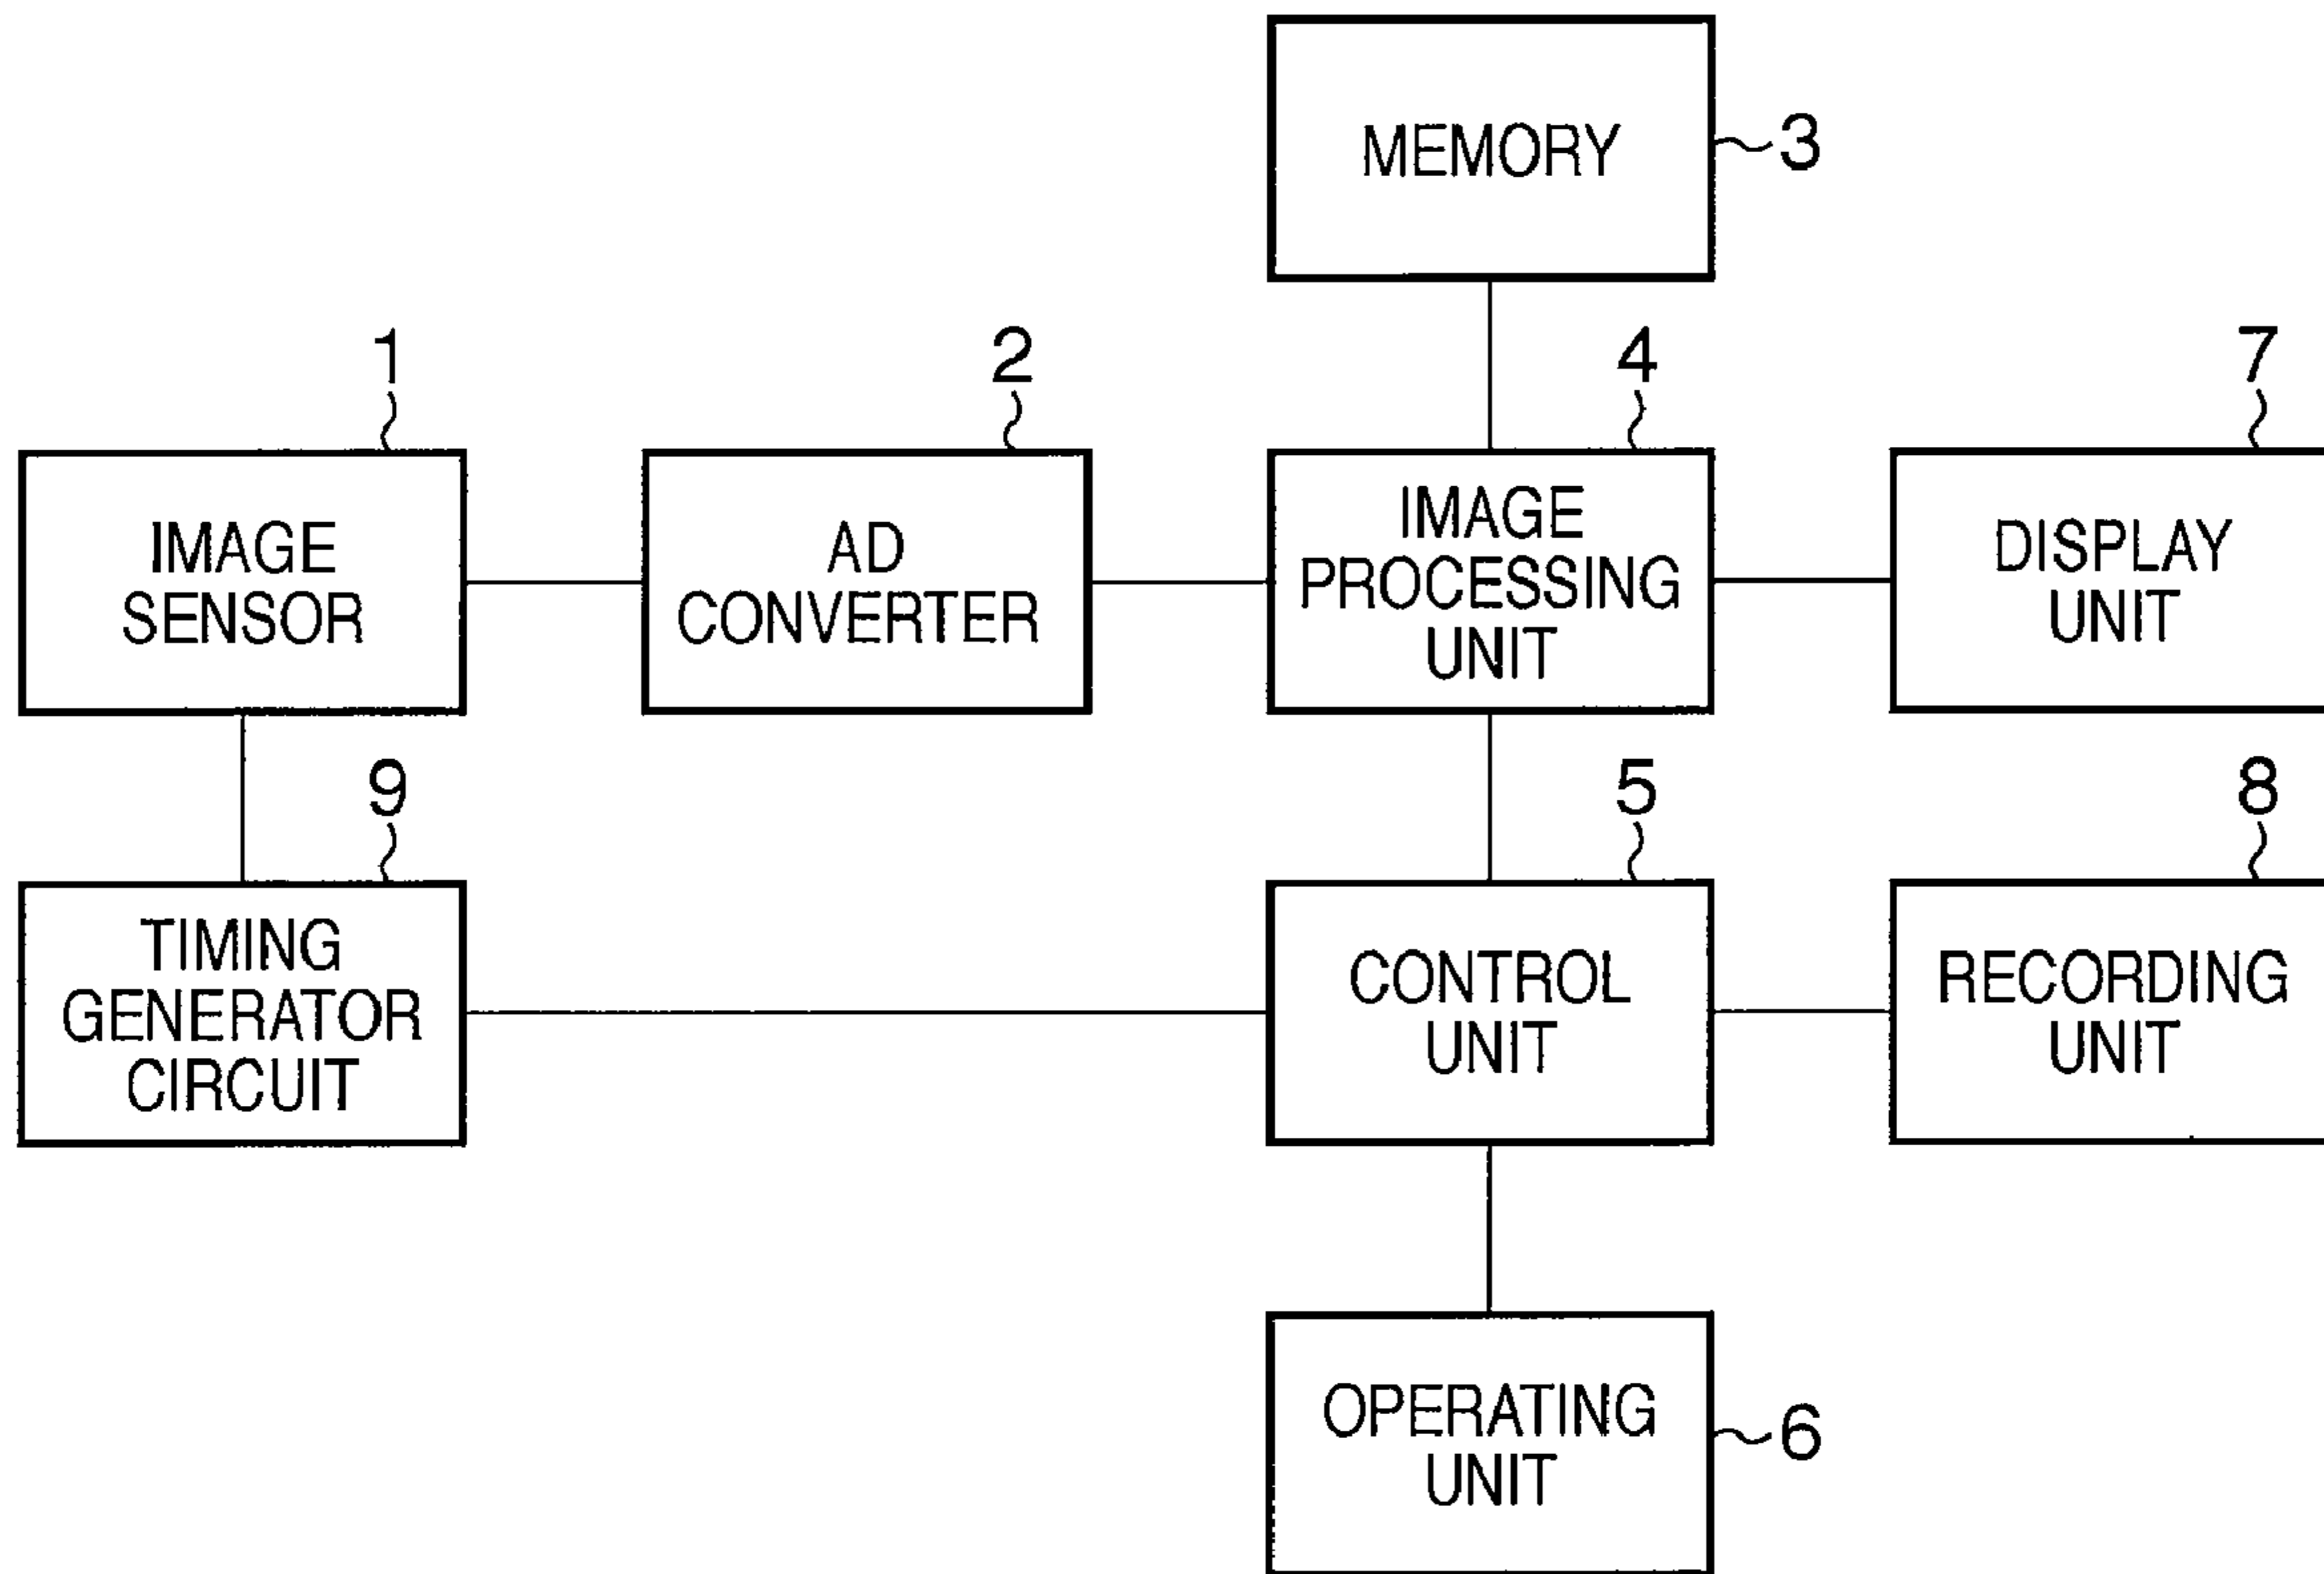 MEMORY
3
1
2
4
7
IMAGE
SENSOR
AD
CONVERTER
IMAGE
PROCESSING
UNIT
DISPLAY
UNIT
9
5
8
TIMING
GENERATOR
CIRCUIT
CONTROL
UNIT
RECORDING
UNIT
OPERATING
UNIT
6